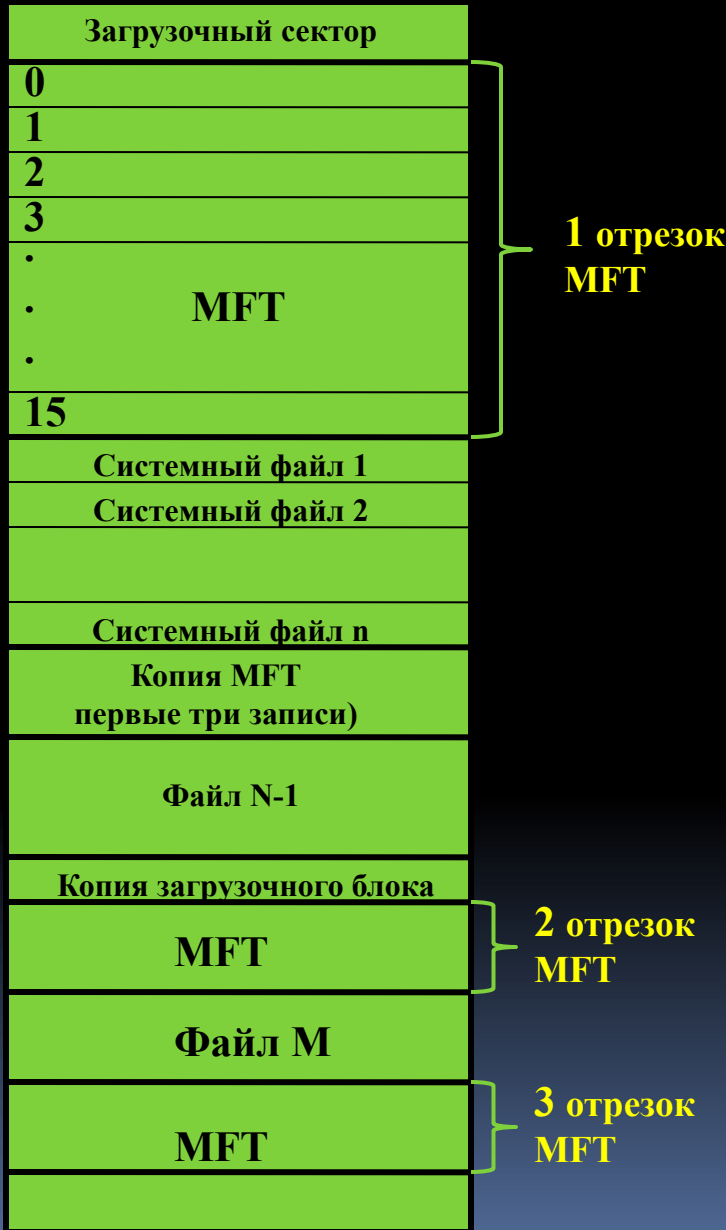 Загрузочный сектор
0
1
2
3
.
.
.
MFT
15
1 отрезок
MFT
Системный файл 1
Системный файл 2
Системный файл n
Копия MFT
первые три записи)
Файл N-1
Копия загрузочного блока
MFT
2 отрезок
MFT
Файл M
MFT
3 отрезок
MFT